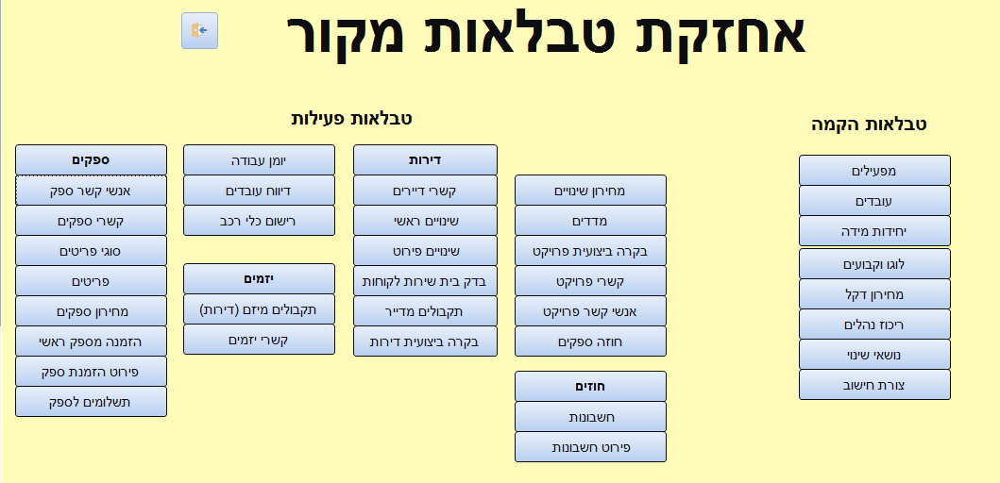 אחזקת טבלאות מקור
טבלאות הקמה
מפעילים
עובדים
יחידות מידה
לוגו וקבועים
מחירון דקל
ריכוז נהלים
נושאי שינוי
צורת חישוב
טבלאות פעילות
מחירון שינויים
מדדים
בקרה ביצועית פרויקט
קשרי פרויקט
אנשי קשר פרויקט
חוזה ספקים
חוזים
חשבונות
פירוט חשבונות
דירות
קשרי דיירים
שינויים ראשי
שינויים פירוט
בדק בית שירות לקוחות
תקבולים מדייר
בקרה ביצועית דירות
יומן עבודה
דיווח עובדים
רישום כלי רכב
יזמים
תקבולים מיזם (דירות)
קשרי יזמים
ספקים
אנשי קשר ספק
קשרי ספקים
סוגי פריטים
פריטים
מחירון ספקים
הזמנה מספק ראשי
פירוט הזמנת ספק
תשלומים לספק